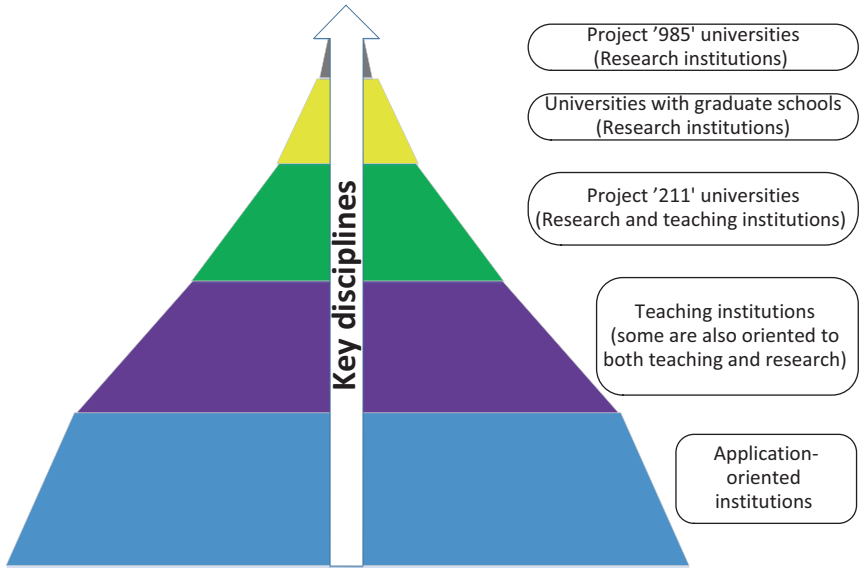 Project ’985' universities
(Research institutions)
Universities with graduate schools
(Research institutions)
Project ’211' universities
(Research and teaching institutions)
Key disciplines
Teaching institutions
(some are also oriented to
both teaching and research)
Application-
oriented
institutions